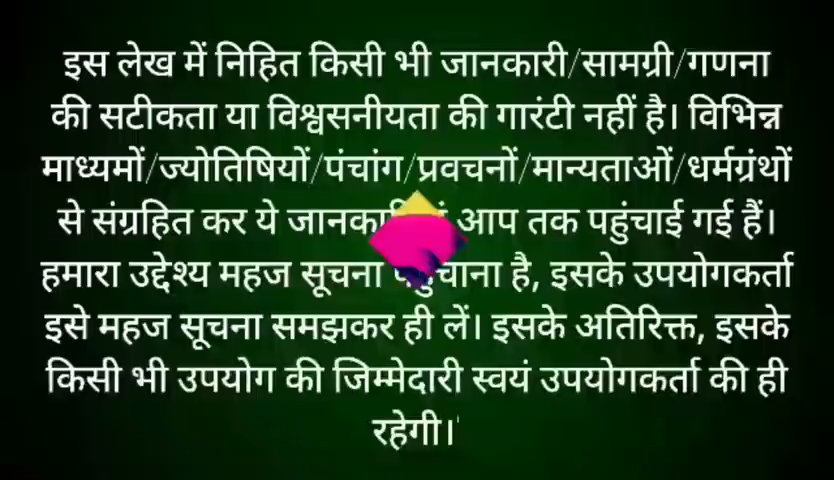 इस लेख में निहित किसी भी जानकारी/सामग्री/गणना
की सटीकता या विश्वसनीयता की गारंटी नहीं है। विभिन्न
माध्यमों/ज्योतिषियों/पंचांग/प्रवचनों/मान्यताओं/धर्मग्रंथों
से संग्रहित कर ये आप तक पहुंचाई गई हैं।
हमारा उद्देश्य महज सूचना है, इसके उपयोगकर्ता
इसे महज सूचना समझकर ही लें। इसके अतिरिक्त, इसके
किसी भी उपयोग की जिम्मेदारी स्वयं उपयोगकर्ता की ही
रहेगी।'